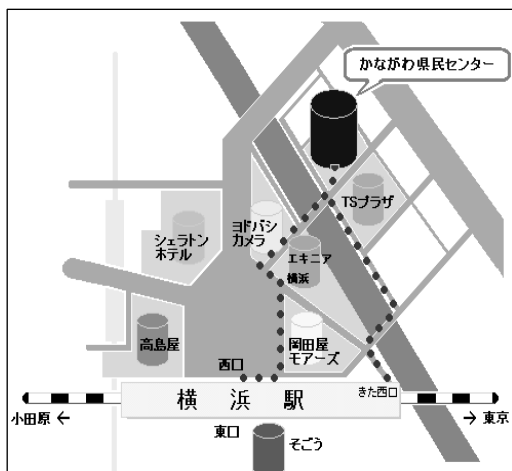 かながわ県民センター
TSプラザ
ヨドバシ
カメラ
シェラトン
ホテル
エキニア
横浜
高島屋
岡田屋
モアーズ
西口
きた西口
横浜駅
小田原 ←
→ 東京
東口
そごう